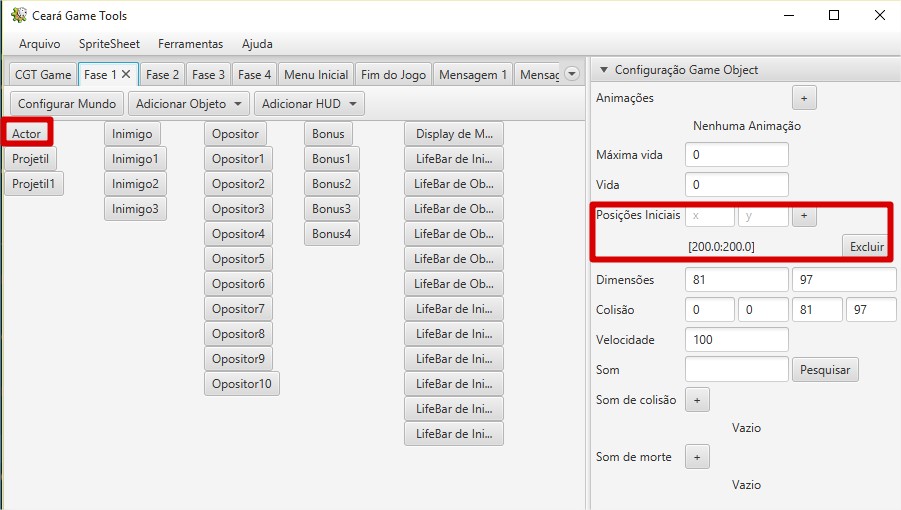 Ceará Game Tools
Arquivo SpriteSheet Ferramentas Ajuda
CGT Game Fase 1 Fase 2 Fase 3 Fase 4 Menu Inicial Fim do Jogo Mensagem 1 Mensag
Configurar Mundo Adicionar Objeto Adicionar HUD
Actor Inimigo Opositor Bonus Display de M...
Projetil Inimigo1 Opositor1 Bonus1 LifeBar de Ini...
Projetil1 Inimigo2 Opositor2 Bonus2 LifeBar de Ob...
Inimigo3 Opositor3 Bonus3 LifeBar de Ini...
Opositor4 Bonus4 LifeBar de Ob...
Opositor5 LifeBar de Ob...
Opositor6 LifeBar de Ob...
Opositor7 LifeBar de Ini...
Opositor8 LifeBar de Ini...
Opositor9 LifeBar de Ini...
Opositor10 LifeBar de Ini...
LifeBar de Ini...
LifeBar de Ini...
Configuração Game Object
Animações +
Nenhuma Animação
Máxima vida 0
Vida 0
Posições Iniciais x y +
[200.0:200.0] Excluir
Dimensões 81 97
Colisão 0 0 81 97
Velocidade 100
Som Pesquisar
Som de colisão +
Vazio
Som de morte +
Vazio